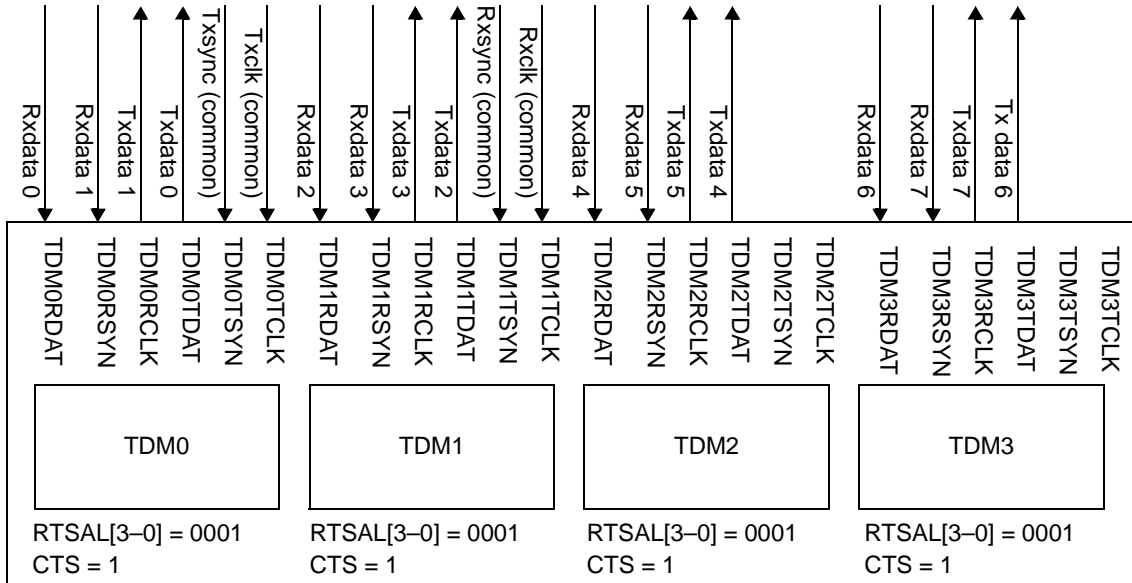 Rxdata 0
Rxdata 1
Txdata 1
Txdata 0
Txsync (common)
Txclk (common)
Rxdata 2
Rxdata 3
Txdata 3
Txdata 2
Rxsync (common)
Rxclk (common)
Rxdata 4
Rxdata 5
Txdata 5
Txdata 4
Rxdata 6
Rxdata 7
Txdata 7
Tx data 6
TDM0RDAT
TDM0RSYN
TDM0RCLK
TDM0TDAT
TDM0TSYN
TDM0TCLK
TDM1RDAT
TDM1RSYN
TDM1RCLK
TDM1TDAT
TDM1TSYN
TDM1TCLK
TDM2RDAT
TDM2RSYN
TDM2RCLK
TDM2TDAT
TDM2TSYN
TDM2TCLK
TDM3RDAT
TDM3RSYN
TDM3RCLK
TDM3TDAT
TDM3TSYN
TDM3TCLK
TDM0
TDM1
TDM2
TDM3
RTSAL[3–0] = 0001
CTS = 1
RTSAL[3–0] = 0001
CTS = 1
RTSAL[3–0] = 0001
CTS = 1
RTSAL[3–0] = 0001
CTS = 1